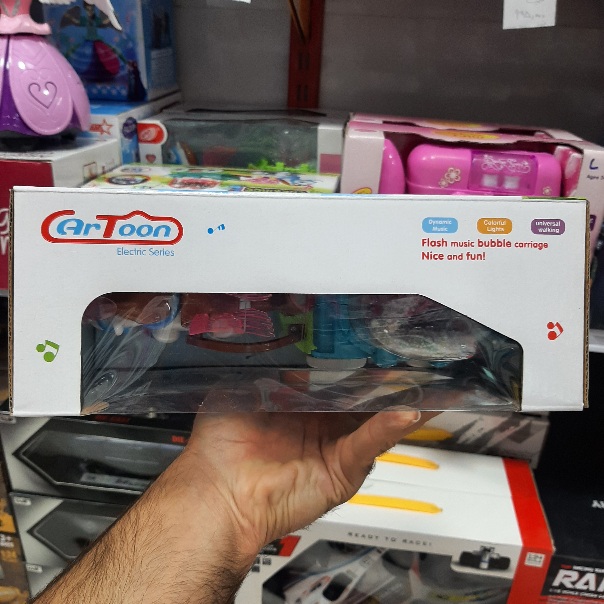 CarToon
Electric Series
Dynamic Music
Colorful Lights
universal walking
Flash music bubble carriage
Nice and fun!
READY TO RACE!